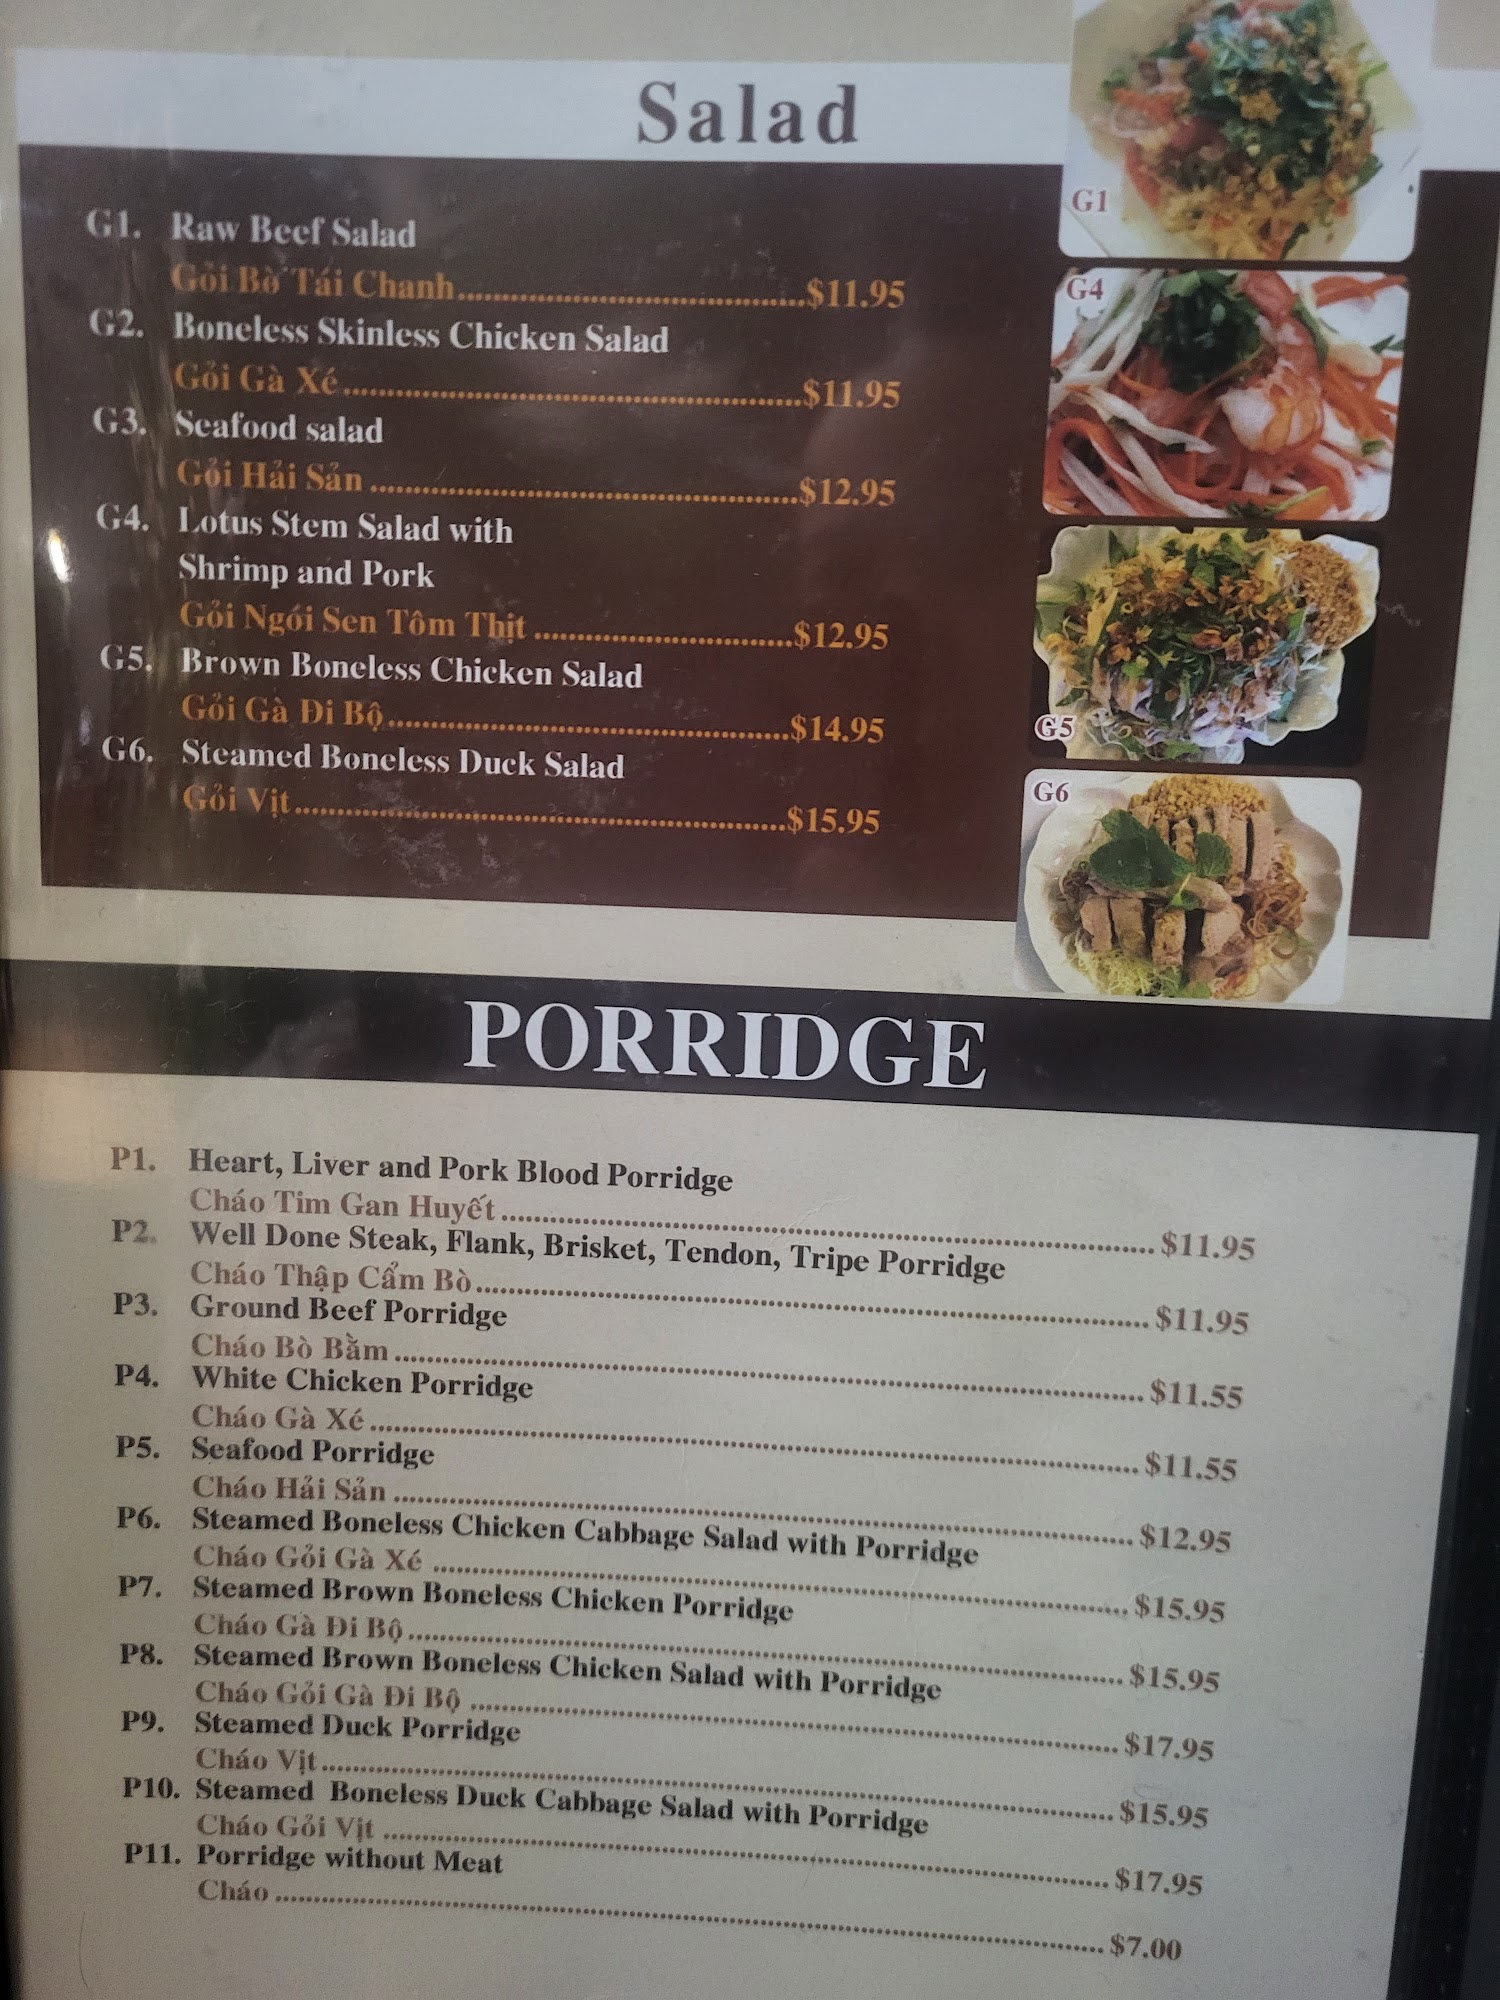 Salad
G1. Raw Beef Salad
Gỏi Bò Tái Chanh.....$11.95
G2. Boneless Skinless Chicken Salad
Gỏi Gà Xé.....$11.95
G3. Seafood salad
Gỏi Hải Sản.....$12.95
G4. Lotus Stem Salad with
Shrimp and Pork
Gỏi Ngói Sen Tôm Thịt.....$12.95
G5. Brown Boneless Chicken Salad
Gỏi Gà Đi Bộ.....$14.95
G6. Steamed Boneless Duck Salad
Gỏi Vịt.....$15.95
G1
G4
G5
G6
PORRIDGE
P1. Heart, Liver and Pork Blood Porridge
Cháo Tim Gan Huyết.....$11.95
P2. Well Done Steak, Flank, Brisket, Tendon, Tripe Porridge
Cháo Thập Cẩm Bò.....$11.95
P3. Ground Beef Porridge
Cháo Bò Bằm.....$11.55
P4. White Chicken Porridge
Cháo Gà Xé.....$11.55
P5. Seafood Porridge
Cháo Hải Sản.....$12.95
P6. Steamed Boneless Chicken Cabbage Salad with Porridge
Cháo Gỏi Gà Xé.....$15.95
P7. Steamed Brown Boneless Chicken Porridge
Cháo Gà Đi Bộ.....$15.95
P8. Steamed Brown Boneless Chicken Salad with Porridge
Cháo Gỏi Gà Đi Bộ.....$17.95
P9. Steamed Duck Porridge
Cháo Vịt.....$15.95
P10. Steamed Boneless Duck Cabbage Salad with Porridge
Cháo Gỏi Vịt.....$17.95
P11. Porridge without Meat
Cháo.....$7.00